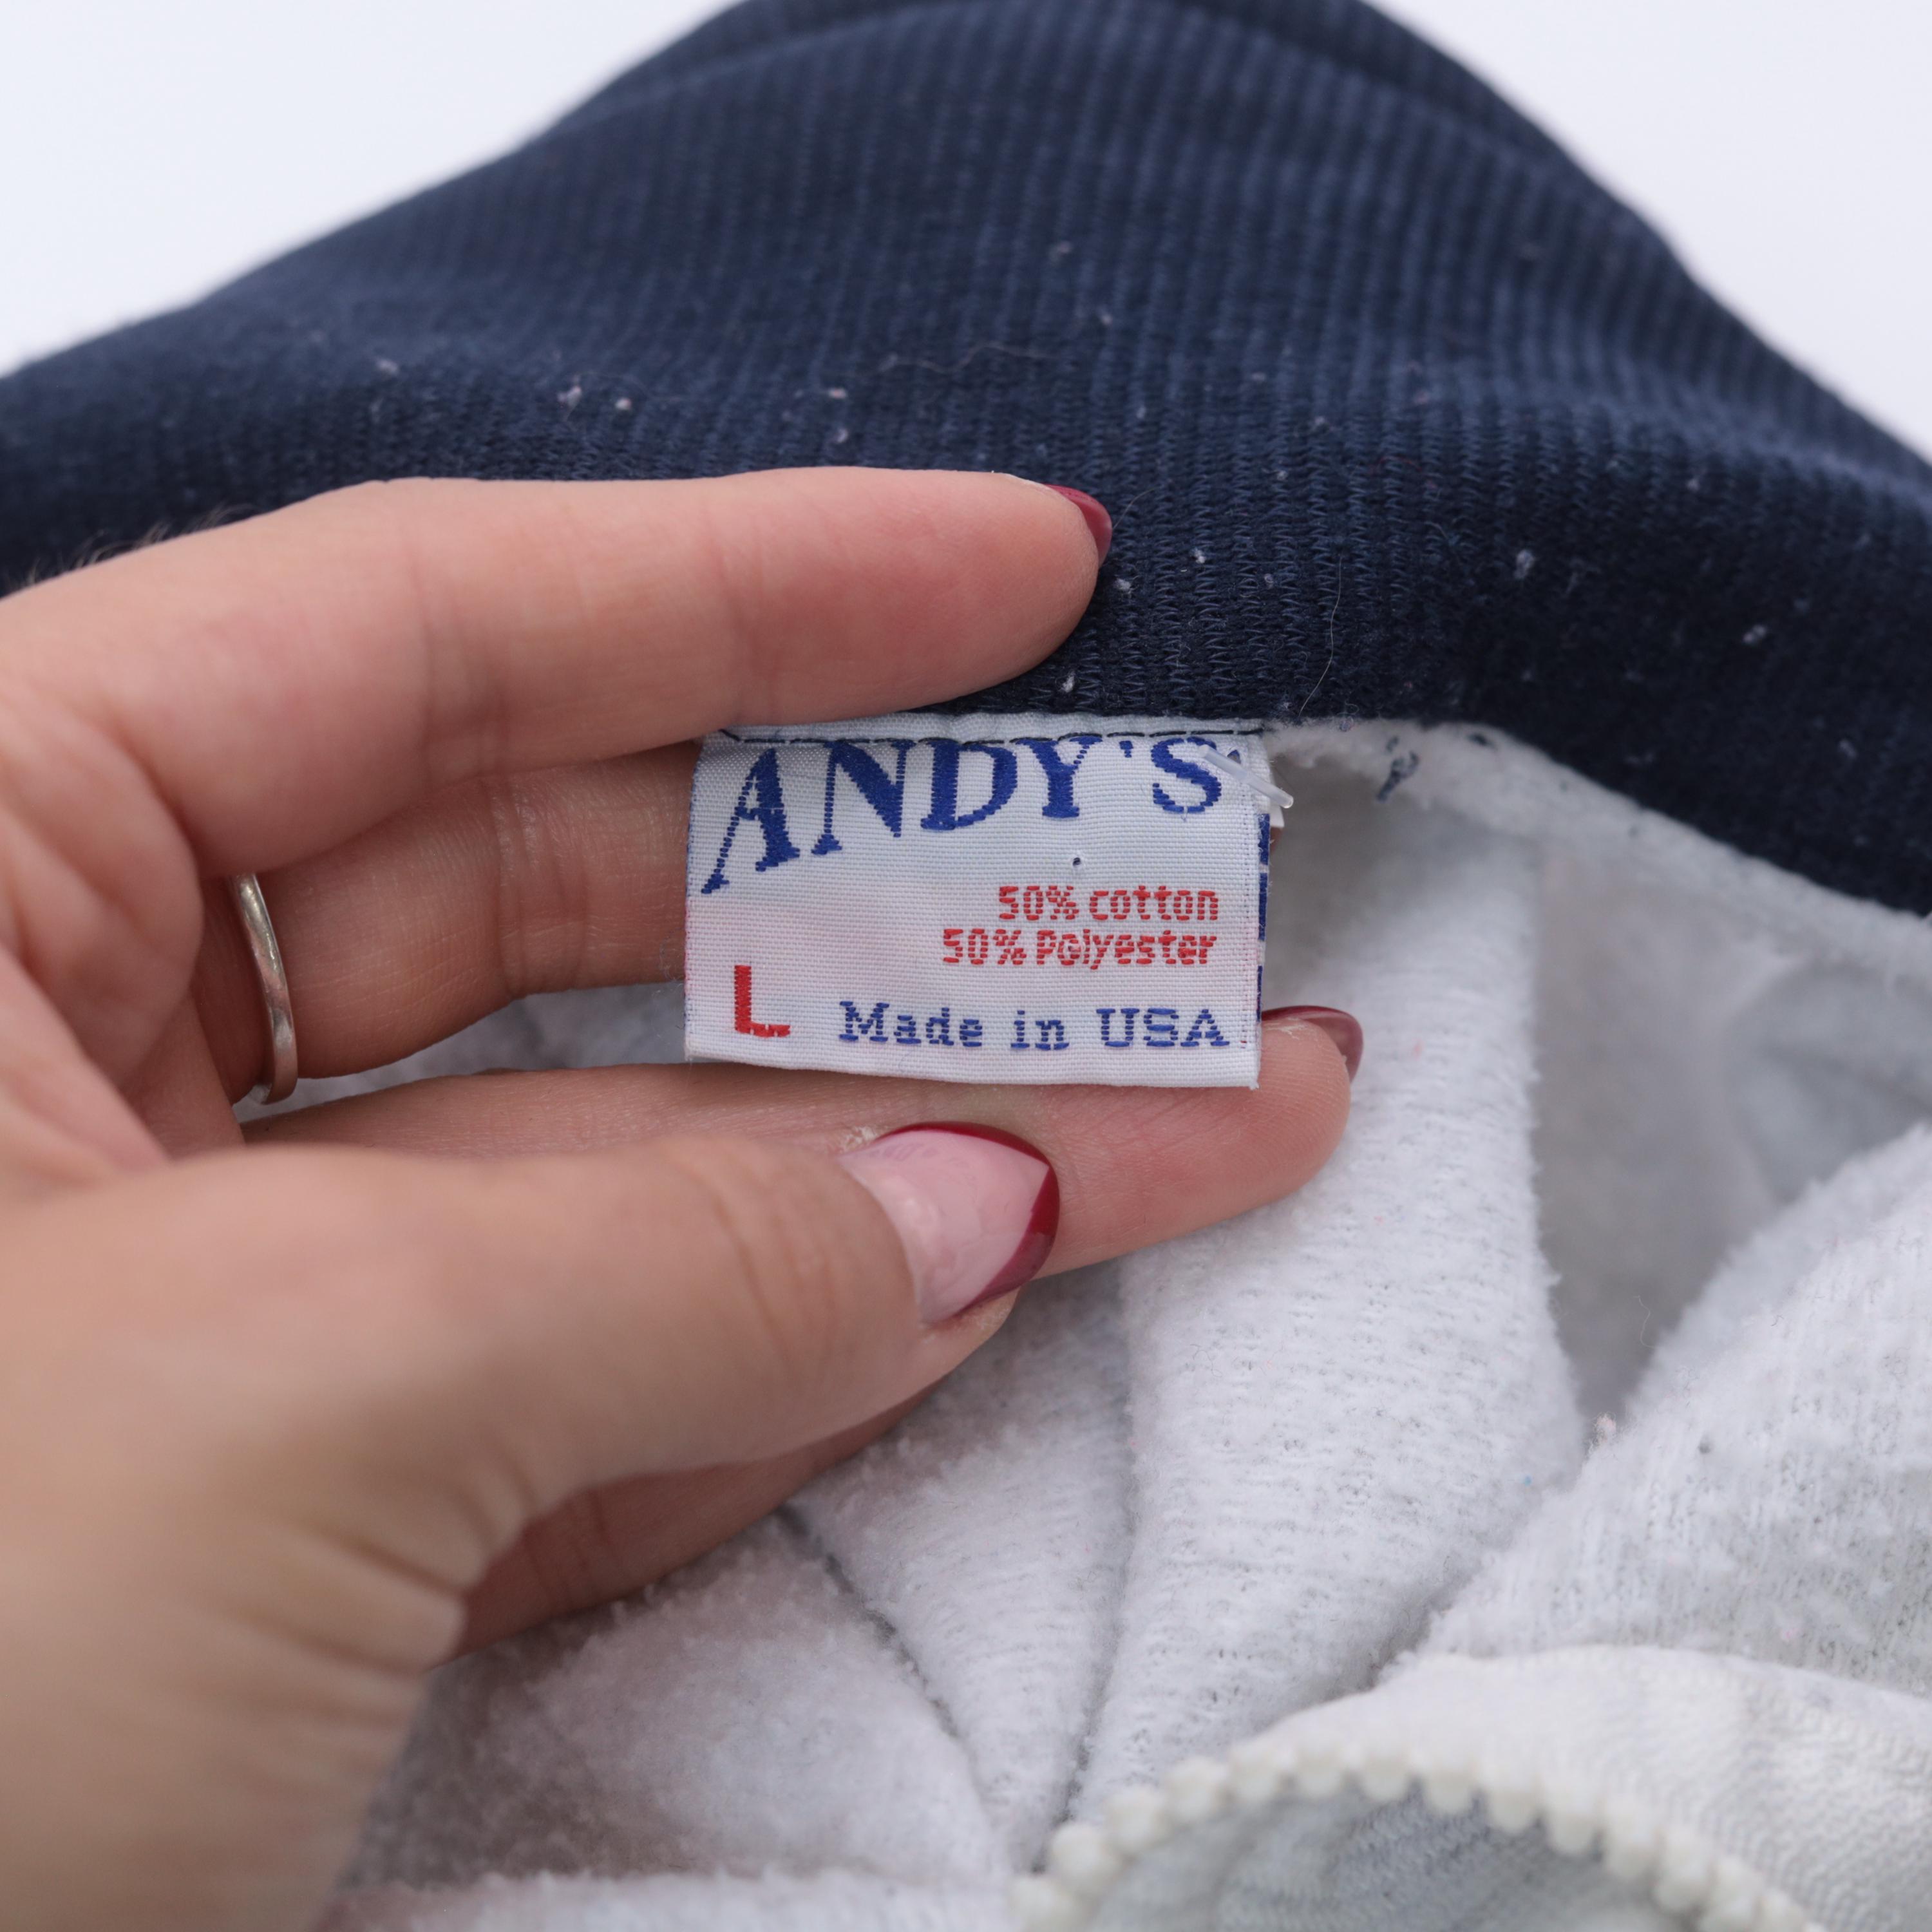 ANDY'S
50% cotton
50% Polyester
L Made in USA